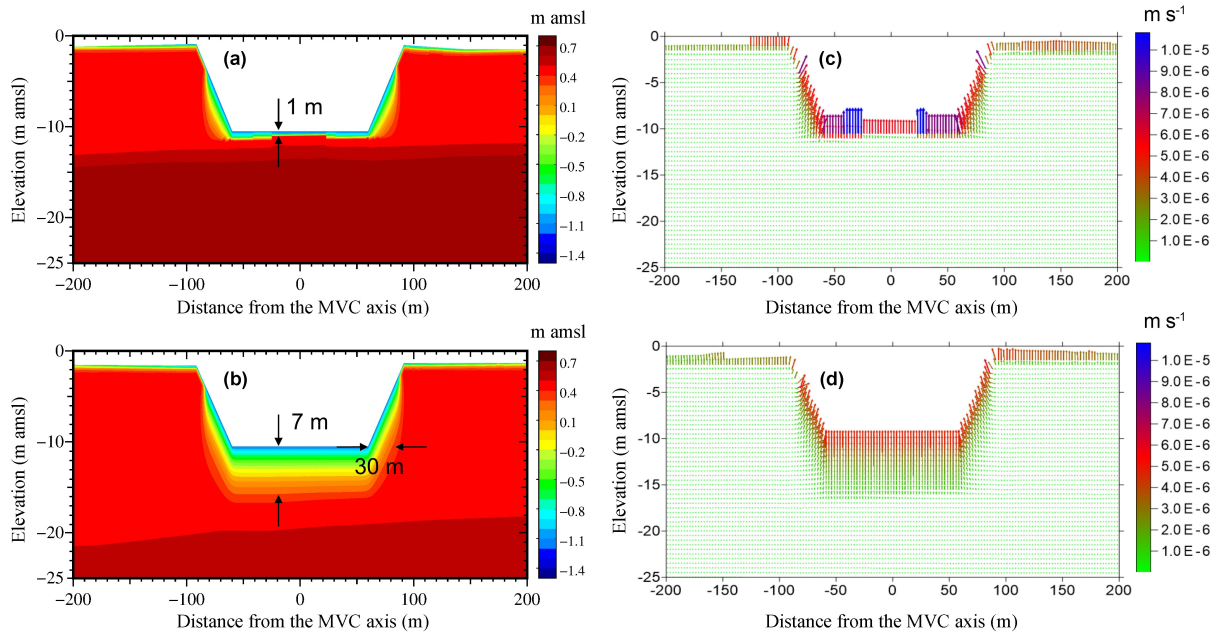 m amsl
m s-1
(a)
1 m
0
−5
−10
−15
−20
−25
Elevation (m amsl)
−200
−100
0
100
200
Distance from the MVC axis (m)
0.7
0.4
0.1
−0.2
−0.5
−0.8
−1.1
−1.4
(c)
0
-5
-10
-15
-20
-25
Elevation (m amsl)
-200
-150
-100
-50
0
50
100
150
200
Distance from the MVC axis (m)
1.0 E -5
9.0 E -6
8.0 E -6
7.0 E -6
6.0 E -6
5.0 E -6
4.0 E -6
3.0 E -6
2.0 E -6
1.0 E -6
m amsl
m s-1
(b)
7 m
30 m
0
−5
−10
−15
−20
−25
Elevation (m amsl)
−200
−100
0
100
200
Distance from the MVC axis (m)
0.7
0.4
0.1
−0.2
−0.5
−0.8
−1.1
−1.4
(d)
0
-5
-10
-15
-20
-25
Elevation (m amsl)
-200
-150
-100
-50
0
50
100
150
200
Distance from the MVC axis (m)
1.0 E -5
9.0 E -6
8.0 E -6
7.0 E -6
6.0 E -6
5.0 E -6
4.0 E -6
3.0 E -6
2.0 E -6
1.0 E -6